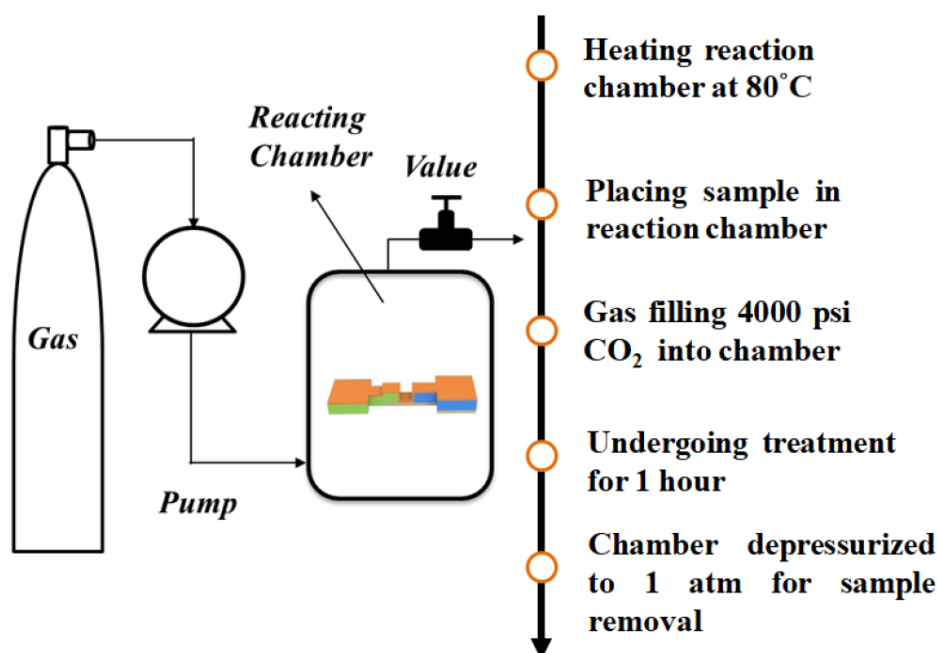 Gas
Pump
Reacting
Chamber
Value
Heating reaction
chamber at 80°C
Placing sample in
reaction chamber
Gas filling 4000 psi
CO₂ into chamber
Undergoing treatment
for 1 hour
Chamber depressurized
to 1 atm for sample
removal